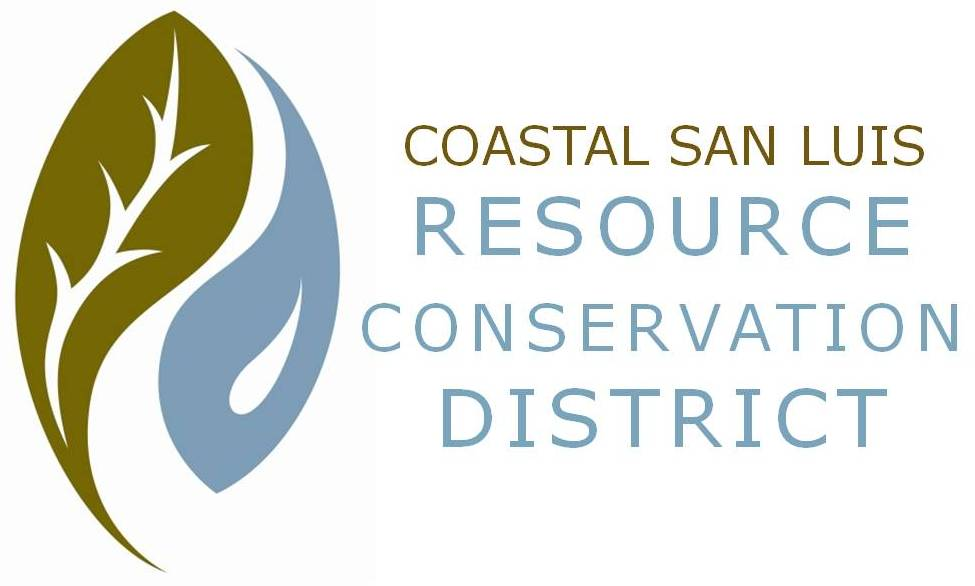 COASTAL SAN LUIS
RESOURCE
CONSERVATION
DISTRICT